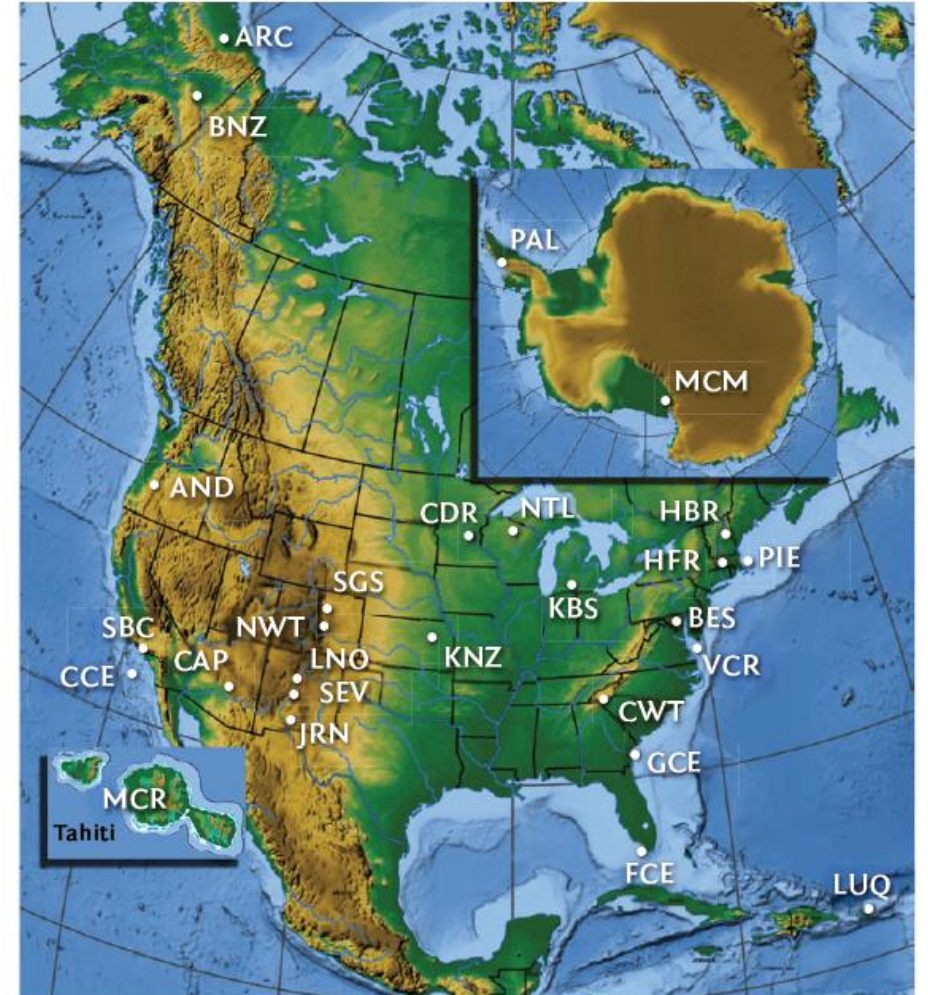 ARC
BNZ
PAL
MCM
AND
CDR
NTL
HBR
HFR
PIE
SGS
KBS
NWT
BES
SBC
KNZ
LNO
VCR
CAP
CCE
SEV
CWT
JRN
GCE
MCR
Tahiti
FCE
LUQ